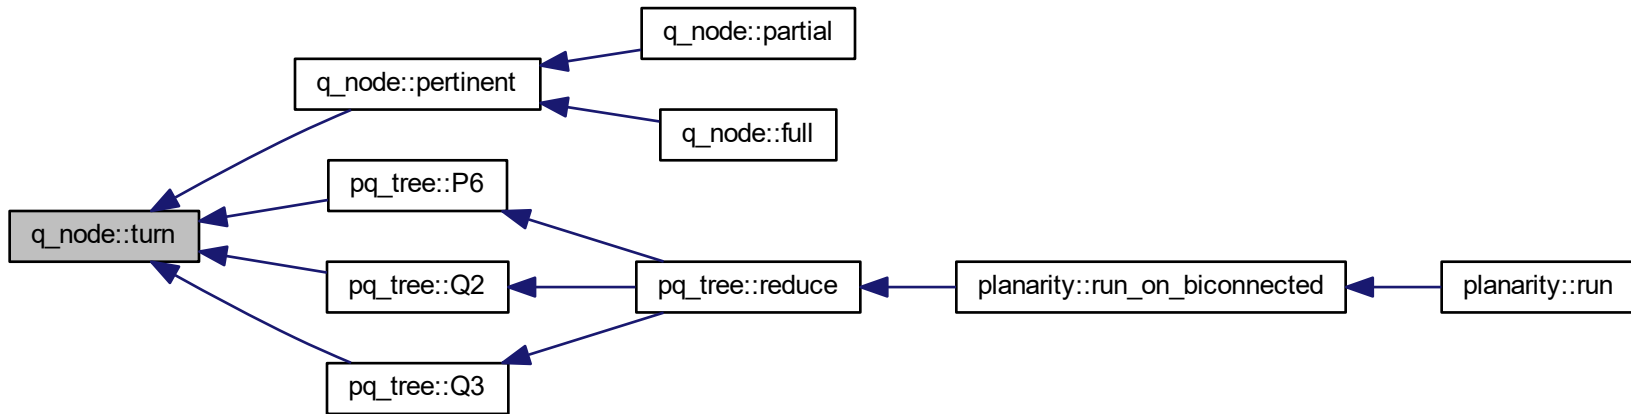 q_node::partial
q_node::pertinent
q_node::full
pq_tree::P6
q_node::turn
pq_tree::Q2
pq_tree::reduce
planarity::run_on_biconnected
planarity::run
pq_tree::Q3